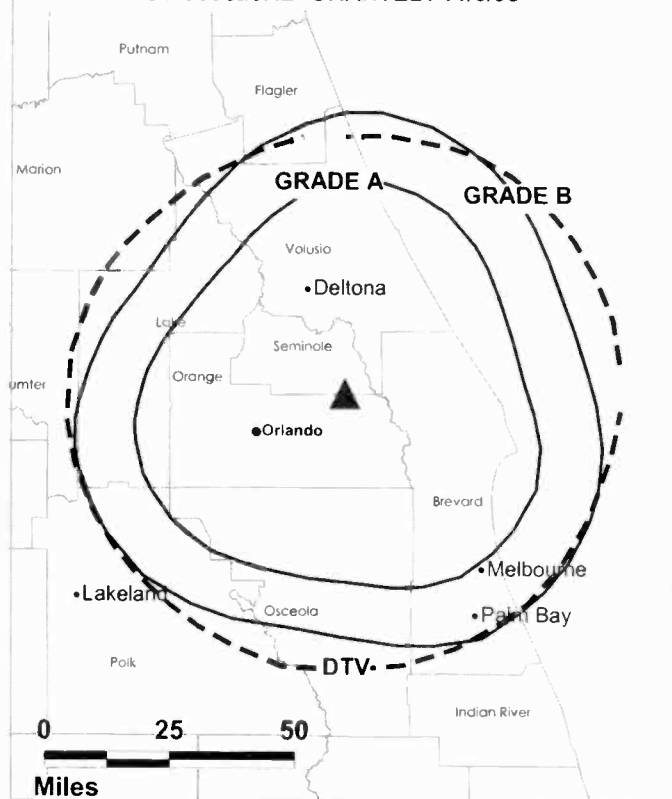 Putnam
Flagler
Marion
GRADE A
GRADE B
Volusia
Deltona
Lake
Seminole
Orange
umter
Orlando
Brevard
Melbourne
Lakeland
Osceola
Palm Bay
Polk
DTV
Indian River
0 25 50
Miles